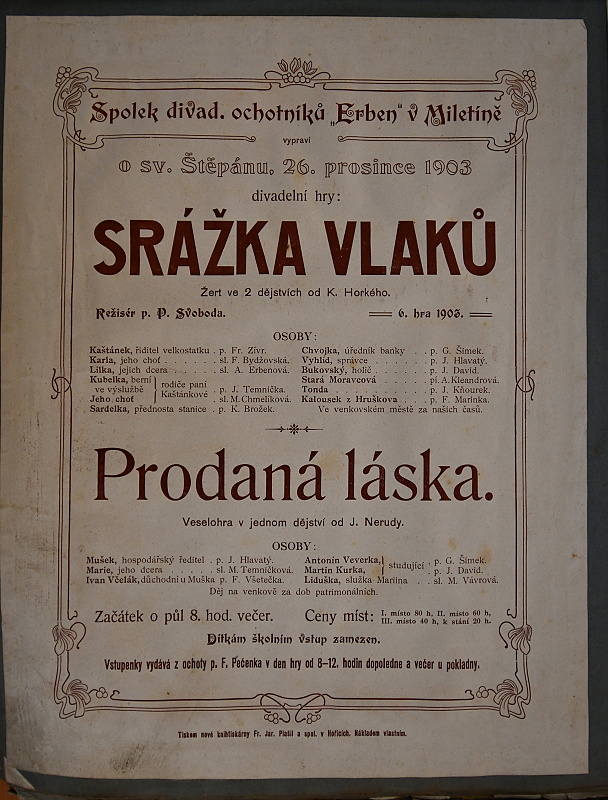 Spolek divad. ochotníků „Erben“ v Miletíně
vypraví
o sv. Štěpánu, 26. prosince 1903
divadelní hry:
SRÁŽKA VLAKŮ
Žert ve 2 dějstvích od K. Horkého.
Režisér p. P. Svoboda.
6. hra 1903.
OSOBY:
Kaštánek, řiditel velkostatku . p. Fr. Zívr.
Karla, jeho choť . . . . . sl. F. Bydžovská.
Lilka, jejich dcera . . . . . sl. A. Erbenová.
Kubelka, berní ve výslužbě } rodiče paní Kaštánkové . p. J. Temnička.
Jeho choť } sl. M. Chmelíková.
Sardelka, přednosta stanice . p. K. Brožek.
Chvojka, úředník banky . . p. G. Šimek.
Vyhlíd, správce . . . . . p. J. Hlavatý.
Bukovský, holič . . . . . p. J. David.
Stará Moravcová . . . . . pí. A. Kleandrová.
Tonda . . . . . p. J. Kňourek.
Kalousek z Hruškova . . . p. F. Marinka.
Ve venkovském městě za našich časů.
Prodaná láska.
Veselohra v jednom dějství od J. Nerudy.
OSOBY:
Mušek, hospodářský ředitel . p. J. Hlavatý.
Marie, jeho dcera . . . . . sl. M. Temníčková.
Ivan Včelák, důchodní u Muška p. F. Všetečka.
Antonín Veverka, } studující . p. G. Šimek.
Martin Kurka, } . p. J. David.
Liduška, služka Mariina . . sl. M. Vávrová.
Děj na venkově za dob patrimonálních.
Začátek o půl 8. hod. večer.
Ceny míst: I. místo 80 h, II. místo 60 h,
III. místo 40 h, k stání 20 h.
Dítkám školním vstup zamezen.
Vstupenky vydává z ochoty p. F. Pečenka v den hry od 8–12. hodin dopoledne a večer u pokladny.
Tiskem nové knihtiskárny Fr. Jar. Plašil a spol. v Hořicích. Nákladem vlastním.